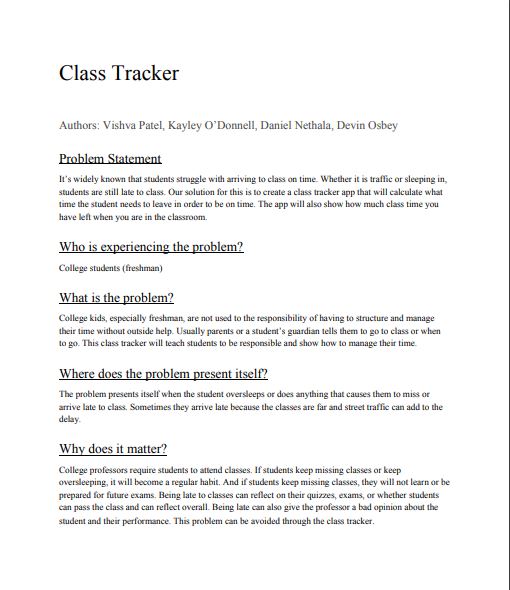 Class Tracker
Authors: Vishva Patel, Kayley O’Donnell, Daniel Nethala, Devin Osbey
Problem Statement
It’s widely known that students struggle with arriving to class on time. Whether it is traffic or sleeping in,
students are still late to class. Our solution for this is to create a class tracker app that will calculate what
time the student needs to leave in order to be on time. The app will also show how much class time you
have left when you are in the classroom.
Who is experiencing the problem?
College students (freshman)
What is the problem?
College kids, especially freshman, are not used to the responsibility of having to structure and manage
their time without outside help. Usually parents or a student’s guardian tells them to go to class or when
to go. This class tracker will teach students to be responsible and show how to manage their time.
Where does the problem present itself?
The problem presents itself when the student oversleeps or does anything that causes them to miss or
arrive late to class. Sometimes they arrive late because the classes are far and street traffic can add to the
delay.
Why does it matter?
College professors require students to attend classes. If students keep missing classes or keep
oversleeping, it will become a regular habit. And if students keep missing classes, they will not learn or be
prepared for future exams. Being late to classes can reflect on their quizzes, exams, or whether students
can pass the class and can reflect overall. Being late can also give the professor a bad opinion about the
student and their performance. This problem can be avoided through the class tracker.